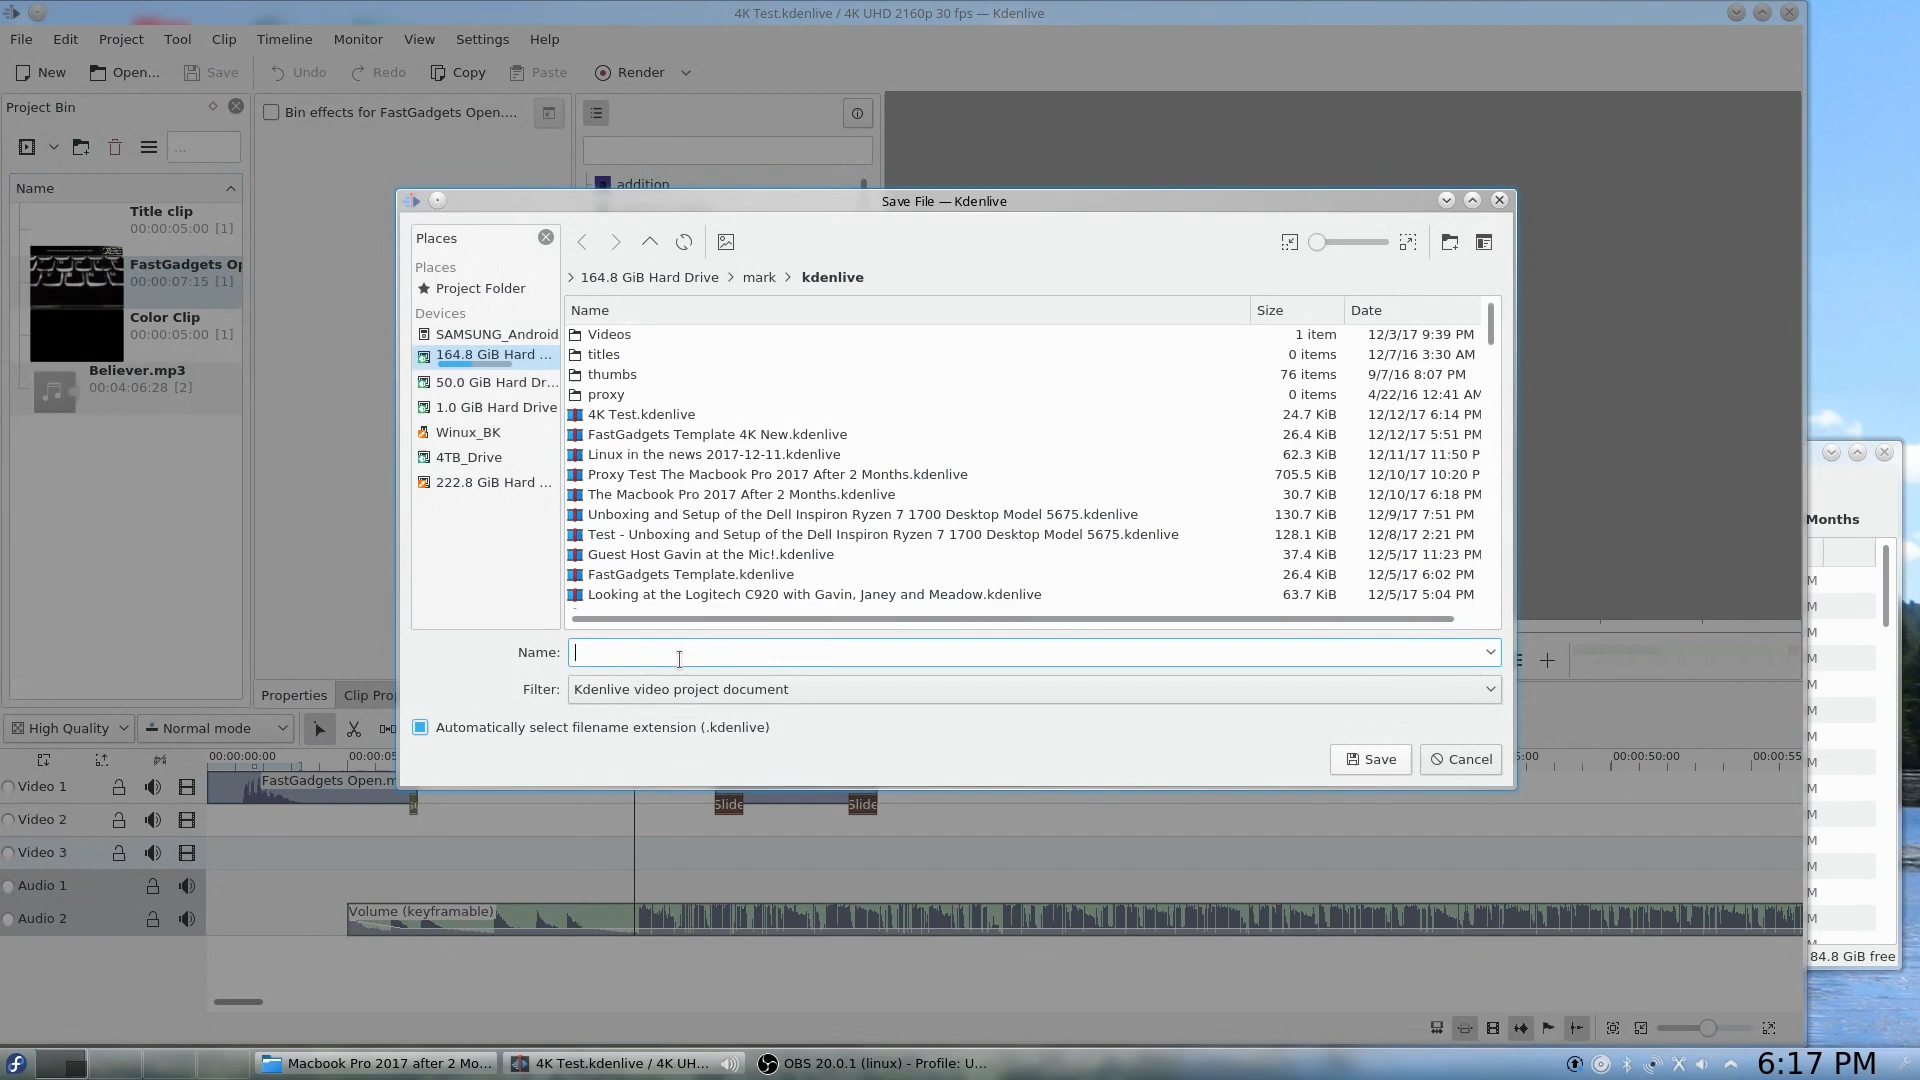 4K Test.kdenlive / 4K UHD 2160p 30 fps — Kdenlive
File Edit Project Tool Clip Timeline Monitor View Settings Help
New Open... Save Undo Redo Copy Paste Render
Project Bin
Bin effects for FastGadgets Open....
...
Name
addition
Title clip
00:00:05:00 [1]
FastGadgets Op
00:00:07:15 [1]
Color Clip
00:00:05:00 [1]
Believer.mp3
00:04:06:28 [2]
Save File — Kdenlive
Places
Places
Project Folder
Devices
SAMSUNG_Android
164.8 GiB Hard ...
50.0 GiB Hard Dr...
1.0 GiB Hard Drive
Winux_BK
4TB_Drive
222.8 GiB Hard ...
164.8 GiB Hard Drive > mark > kdenlive
Name Size Date
Videos 1 item 12/3/17 9:39 PM
titles 0 items 12/7/16 3:30 AM
thumbs 76 items 9/7/16 8:07 PM
proxy 0 items 4/22/16 12:41 AM
4K Test.kdenlive 24.7 KiB 12/12/17 6:14 PM
FastGadgets Template 4K New.kdenlive 26.4 KiB 12/12/17 5:51 PM
Linux in the news 2017-12-11.kdenlive 62.3 KiB 12/11/17 11:50 P
Proxy Test The Macbook Pro 2017 After 2 Months.kdenlive 705.5 KiB 12/10/17 10:20 P
The Macbook Pro 2017 After 2 Months.kdenlive 30.7 KiB 12/10/17 6:18 PM
Unboxing and Setup of the Dell Inspiron Ryzen 7 1700 Desktop Model 5675.kdenlive 130.7 KiB 12/9/17 7:51 PM
Test - Unboxing and Setup of the Dell Inspiron Ryzen 7 1700 Desktop Model 5675.kdenlive 128.1 KiB 12/8/17 2:21 PM
Guest Host Gavin at the Mic!.kdenlive 37.4 KiB 12/5/17 11:23 PM
FastGadgets Template.kdenlive 26.4 KiB 12/5/17 6:02 PM
Looking at the Logitech C920 with Gavin, Janey and Meadow.kdenlive 63.7 KiB 12/5/17 5:04 PM
Name:
Filter: Kdenlive video project document
Automatically select filename extension (.kdenlive)
Save Cancel
Months
M
M
M
M
M
M
M
M
M
M
M
M
M
M
84.8 GiB free
Properties Clip Pro
High Quality Normal mode
00:00:00:00 00:00:05 5:00 00:00:50:00 00:00:55
Video 1 FastGadgets Open.m
Slide Slide
Video 2
Video 3
Audio 1
Audio 2 Volume (keyframable)
Macbook Pro 2017 after 2 Mo... 4K Test.kdenlive / 4K UH... OBS 20.0.1 (linux) - Profile: U... 6:17 PM